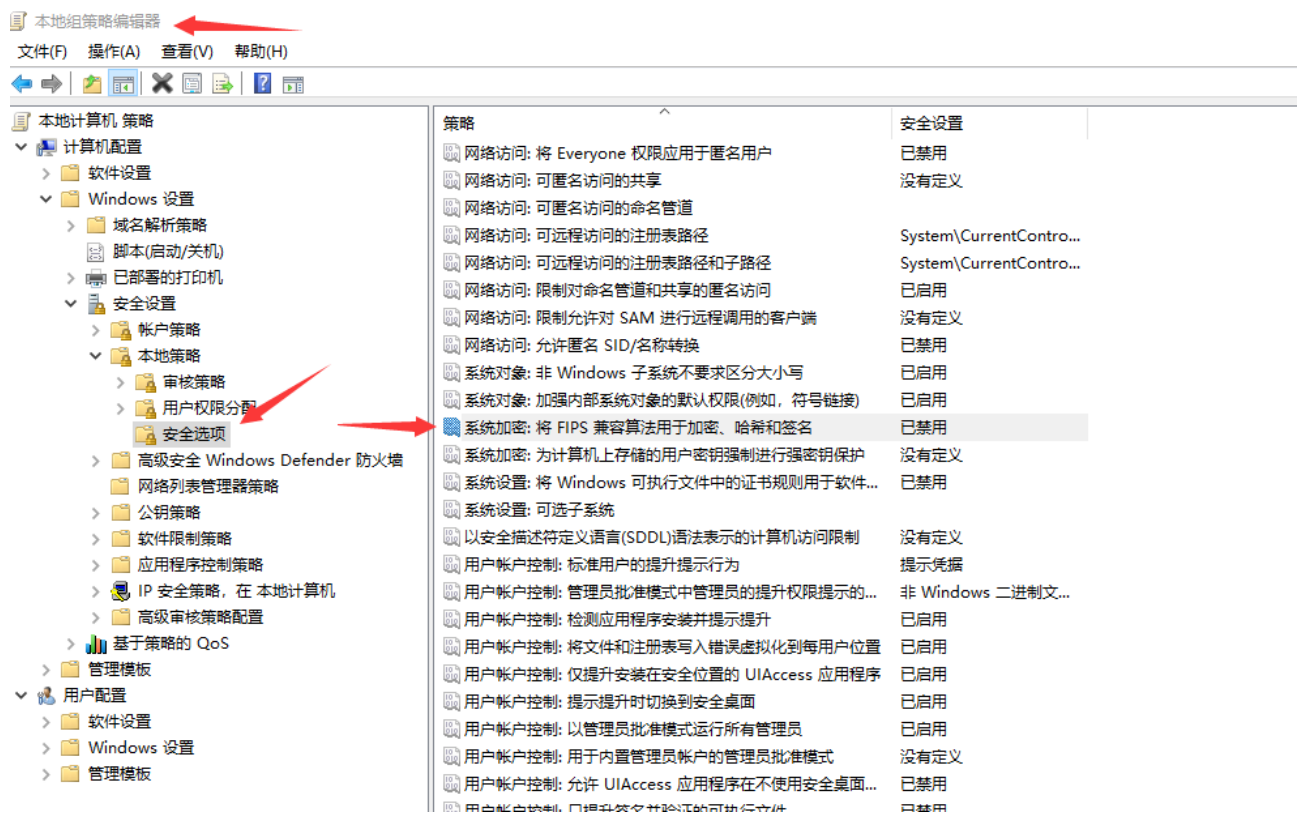 本地组策略编辑器
文件(F) 操作(A) 查看(V) 帮助(H)
本地计算机 策略
计算机配置
软件设置
Windows 设置
域名解析策略
脚本(启动/关机)
已部署的打印机
安全设置
帐户策略
本地策略
审核策略
用户权限分配
安全选项
高级安全 Windows Defender 防火墙
网络列表管理器策略
公钥策略
软件限制策略
应用程序控制策略
IP 安全策略，在 本地计算机
高级审核策略配置
基于策略的 QoS
管理模板
用户配置
软件设置
Windows 设置
管理模板
策略 安全设置
网络访问: 将 Everyone 权限应用于匿名用户 已禁用
网络访问: 可匿名访问的共享 没有定义
网络访问: 可匿名访问的命名管道
网络访问: 可远程访问的注册表路径 System\CurrentContro...
网络访问: 可远程访问的注册表路径和子路径 System\CurrentContro...
网络访问: 限制对命名管道和共享的匿名访问 已启用
网络访问: 限制允许对 SAM 进行远程调用的客户端 没有定义
网络访问: 允许匿名 SID/名称转换 已禁用
系统对象: 非 Windows 子系统不要求区分大小写 已启用
系统对象: 加强内部系统对象的默认权限(例如，符号链接) 已启用
系统加密: 将 FIPS 兼容算法用于加密、哈希和签名 已禁用
系统加密: 为计算机上存储的用户密钥强制进行强密钥保护 没有定义
系统设置: 将 Windows 可执行文件中的证书规则用于软件... 已禁用
系统设置: 可选子系统
以安全描述符定义语言(SDDL)语法表示的计算机访问限制 没有定义
用户帐户控制: 标准用户的提升提示行为 提示凭据
用户帐户控制: 管理员批准模式中管理员的提升权限提示的... 非 Windows 二进制文...
用户帐户控制: 检测应用程序安装并提示提升 已启用
用户帐户控制: 将文件和注册表写入错误虚拟化到每用户位置 已启用
用户帐户控制: 仅提升安装在安全位置的 UIAccess 应用程序 已启用
用户帐户控制: 提示提升时切换到安全桌面 已启用
用户帐户控制: 以管理员批准模式运行所有管理员 已启用
用户帐户控制: 用于内置管理员帐户的管理员批准模式 没有定义
用户帐户控制: 允许 UIAccess 应用程序在不使用安全桌面... 已禁用
用户帐户控制: 只提升签名并验证的可执行文件 已禁用